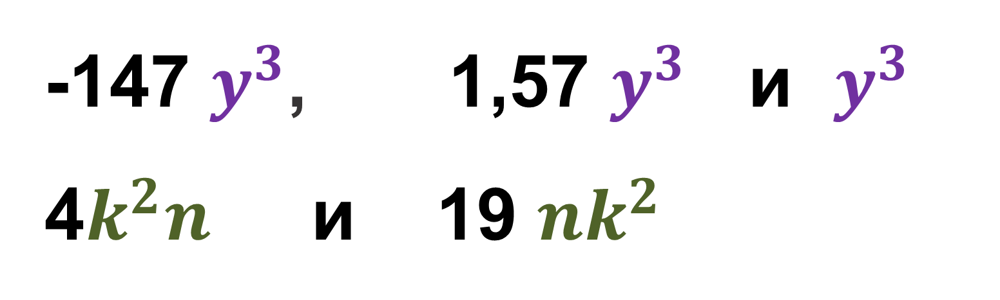 -147 y³, 1,57 y³ и y³
4k²n и 19 nk²